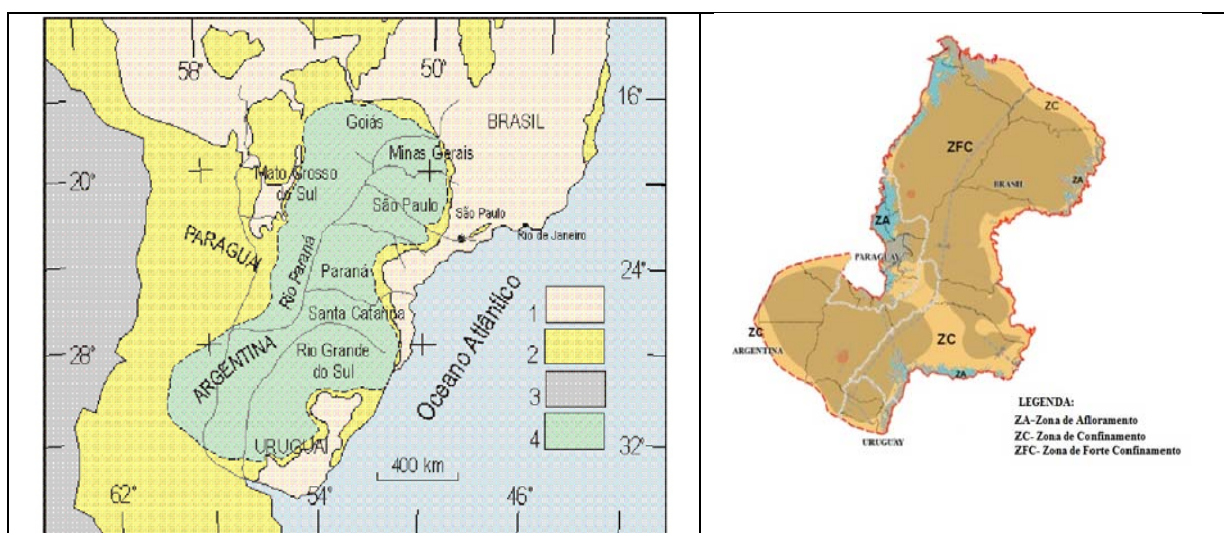 58°
50°
16°
Goiás
BRASIL
Minas Gerais
20°
Mato Grosso
do Sul
São Paulo
São Paulo
Rio de Janeiro
PARAGUAI
Rio Paraná
Paraná
24°
Santa Catarina
1
2
28°
ARGENTINA
Rio Grande
do Sul
Oceano Atlântico
3
4
URUGUAI
32°
400 km
62°
54°
46°
ZC
ZFC
ZA
BRASIL
ZA
PARAGUAY
ZC
ARGENTINA
ZC
ZA
URUGUAY
LEGENDA:
ZA-Zona de Afloramento
ZC- Zona de Confinamento
ZFC- Zona de Forte Confinamento